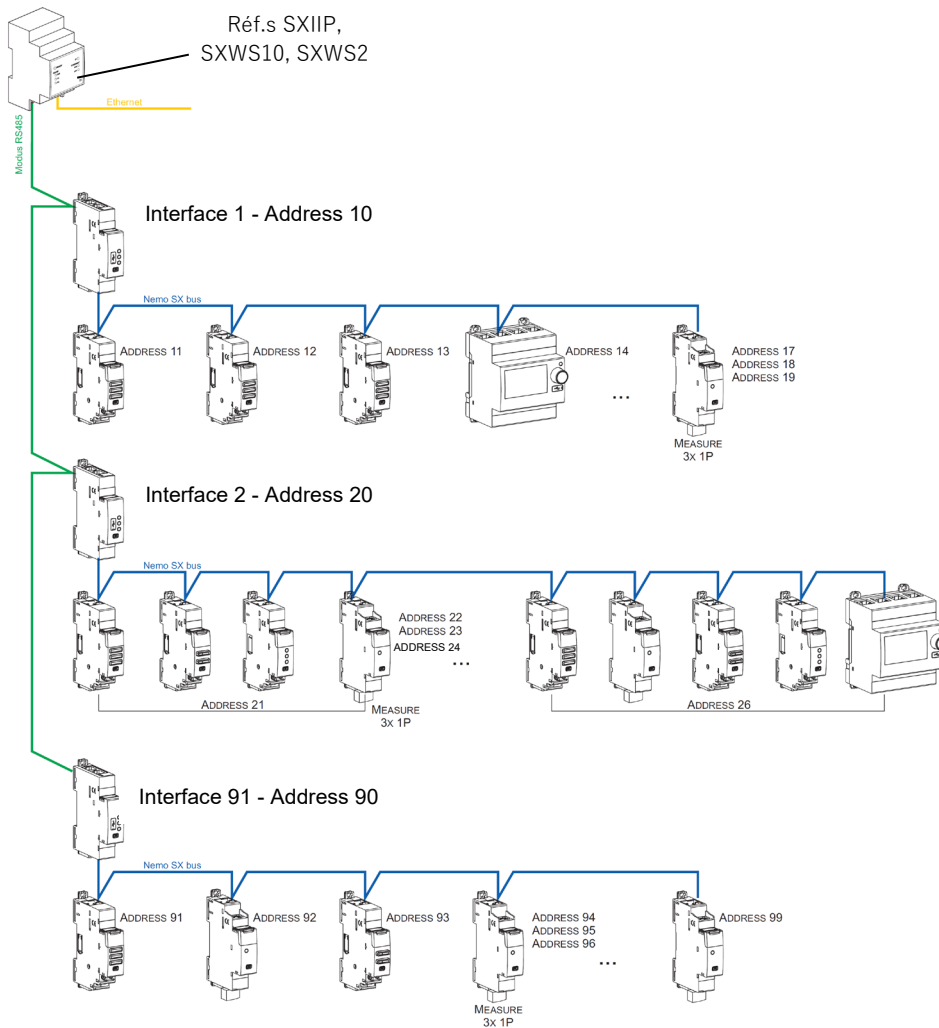 Réf.s SXIIP,
SXWS10, SXWS2
Ethernet
Modus RS485
Interface 1 - Address 10
Nemo SX bus
ADDRESS 11
ADDRESS 12
ADDRESS 13
ADDRESS 14
ADDRESS 17
ADDRESS 18
ADDRESS 19
...
MEASURE
3X 1P
Interface 2 - Address 20
Nemo SX bus
ADDRESS 22
ADDRESS 23
ADDRESS 24
...
ADDRESS 21
MEASURE
3X 1P
ADDRESS 26
Interface 91 - Address 90
Nemo SX bus
ADDRESS 91
ADDRESS 92
ADDRESS 93
ADDRESS 94
ADDRESS 95
ADDRESS 96
ADDRESS 99
...
MEASURE
3X 1P